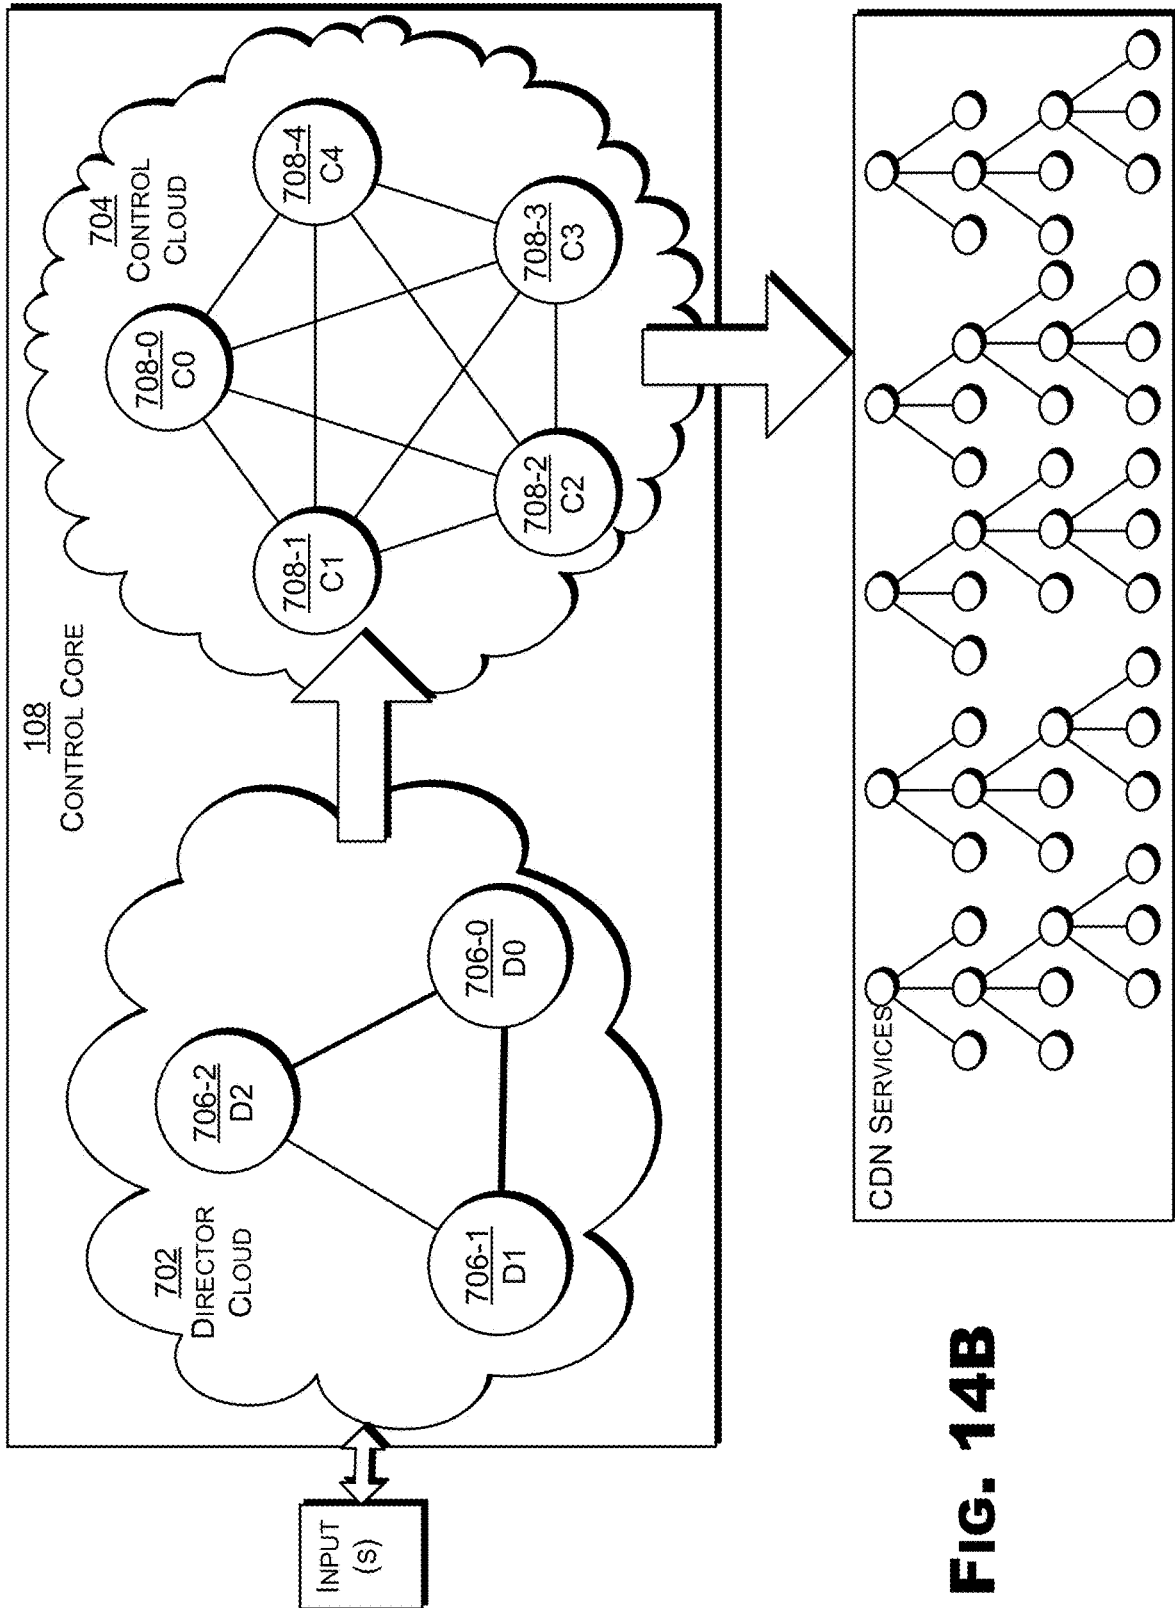 108
CONTROL CORE
702
DIRECTOR
CLOUD
706-2
D2
706-1
D1
706-0
D0
704
CONTROL
CLOUD
708-0
C0
708-1
C1
708-4
C4
708-2
C2
708-3
C3
INPUT
(S)
CDN SERVICES
FIG. 14B